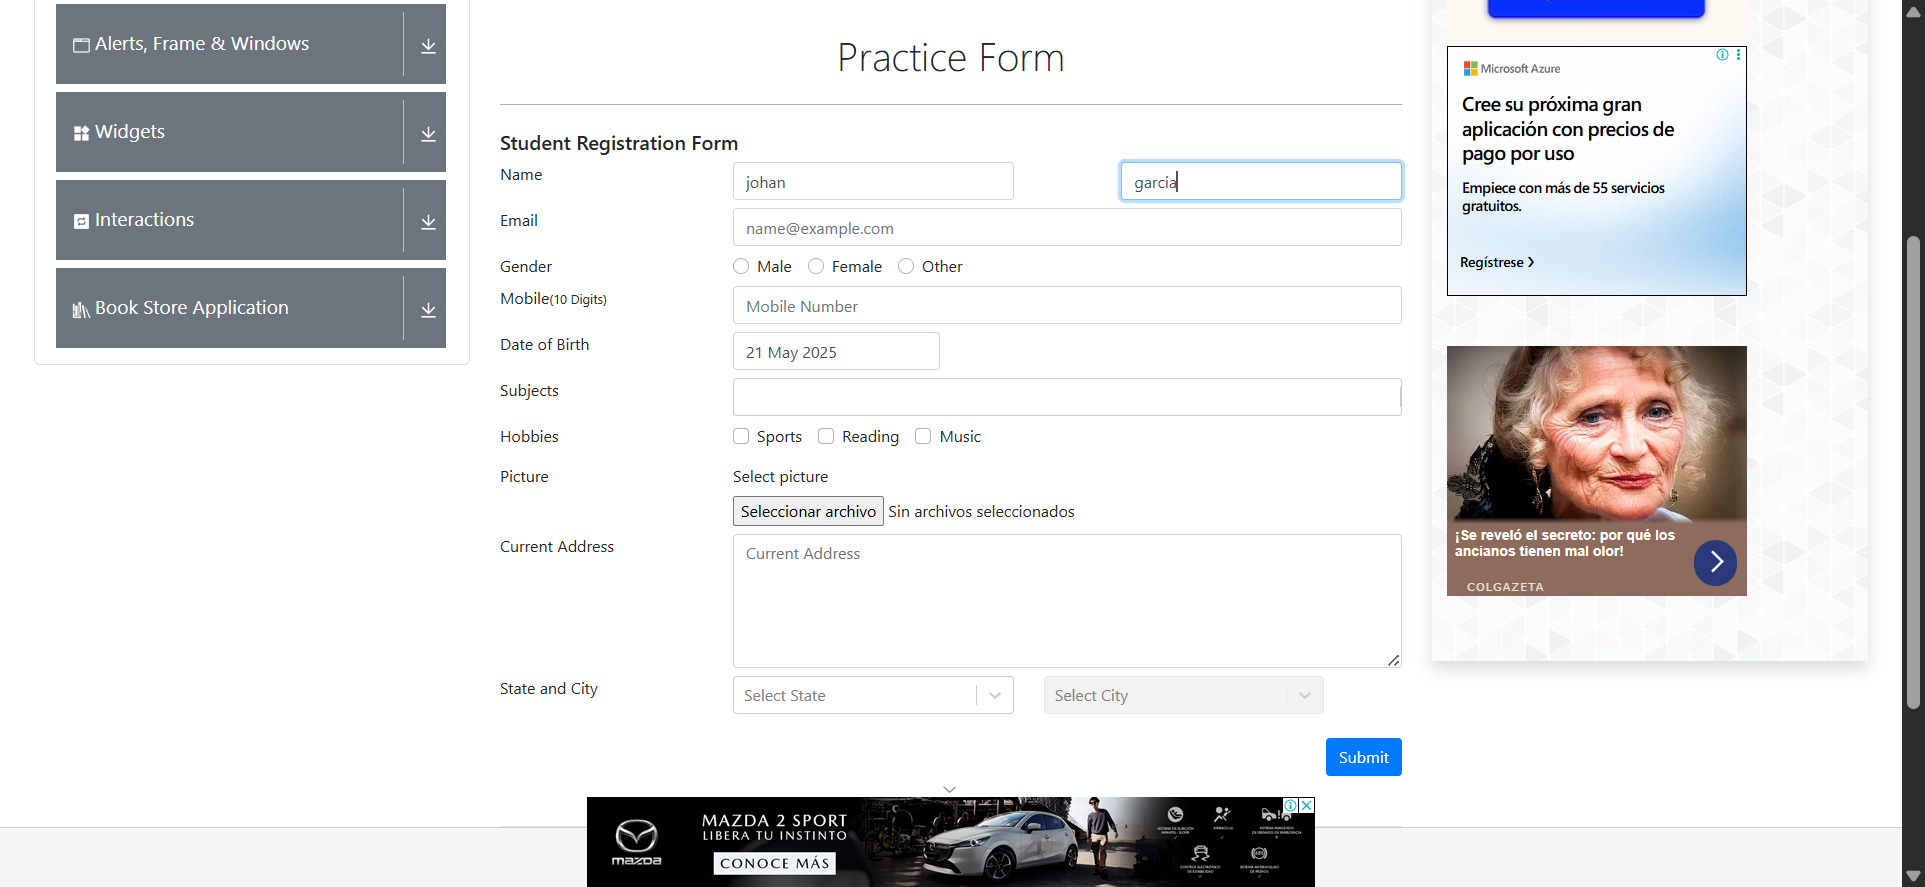 Alerts, Frame & Windows
Widgets
Interactions
Book Store Application
Practice Form
Student Registration Form
Name
johan
garcia
Email
name@example.com
Gender
Male
Female
Other
Mobile(10 Digits)
Mobile Number
Date of Birth
21 May 2025
Subjects
Hobbies
Sports
Reading
Music
Picture
Select picture
Seleccionar archivo Sin archivos seleccionados
Current Address
Current Address
State and City
Select State
Select City
Submit
Microsoft Azure
Cree su próxima gran
aplicación con precios de
pago por uso
Empiece con más de 55 servicios
gratuitos.
Regístrese
¡Se reveló el secreto: por qué los
ancianos tienen mal olor!
COLGAZETA
mazda
MAZDA 2 SPORT
LIBERA TU INSTINTO
CONOCE MÁS